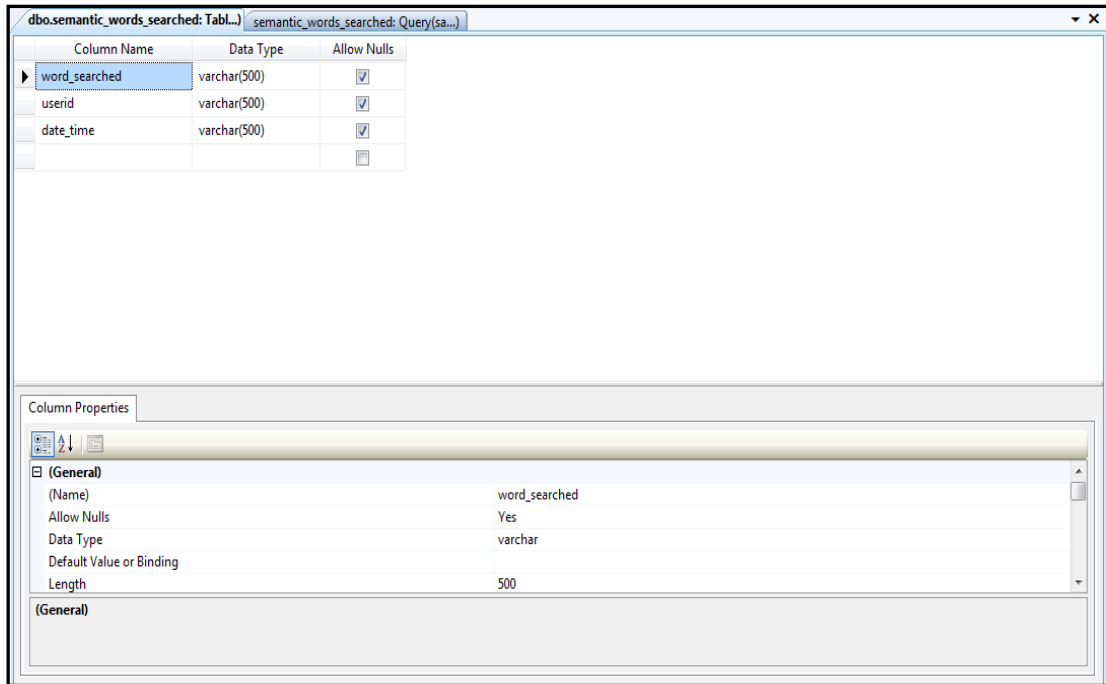 dbo.semantic_words_searched: Tabl...) semantic_words_searched: Query(sa...)
Column Name Data Type Allow Nulls
word_searched varchar(500)
userid varchar(500)
date_time varchar(500)
Column Properties
(General)
(Name) word_searched
Allow Nulls Yes
Data Type varchar
Default Value or Binding
Length 500
(General)